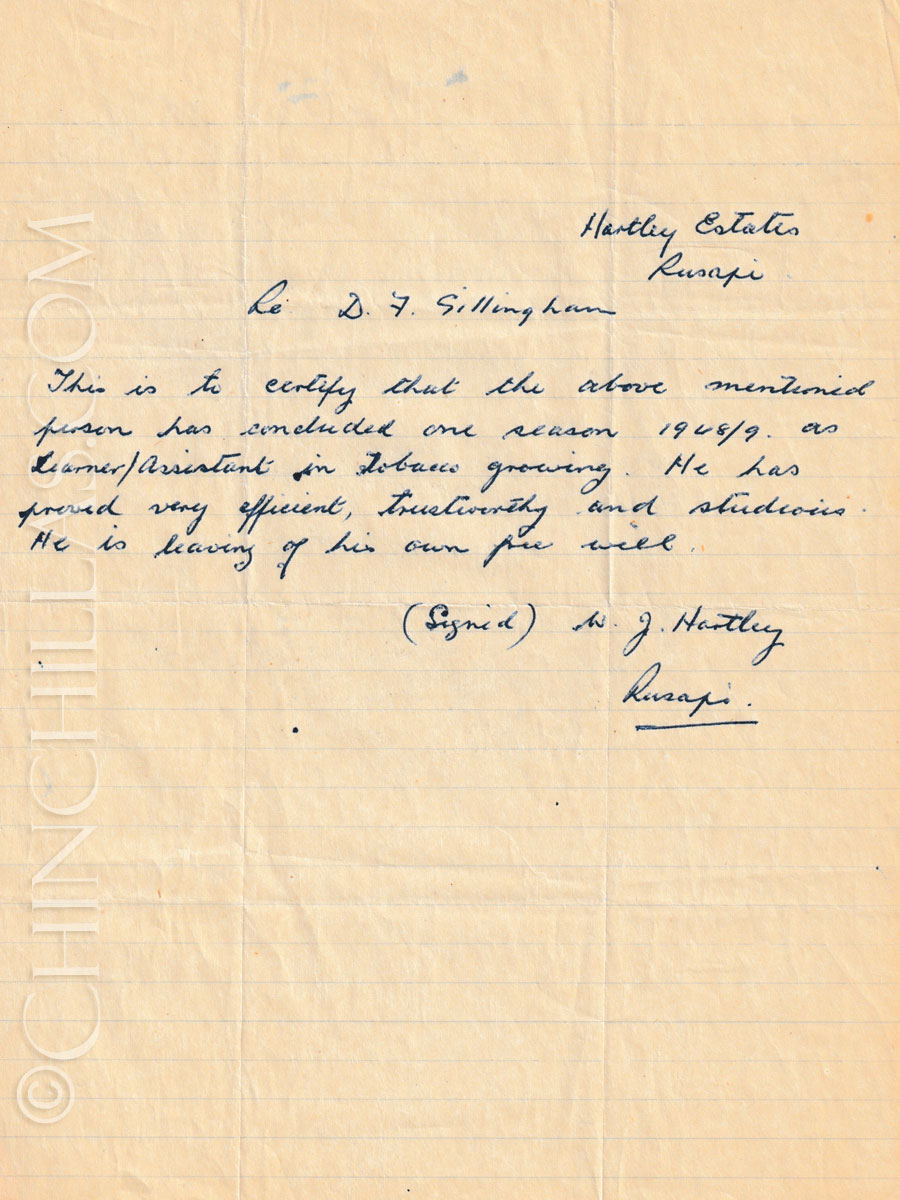 Hartley Estates
Rusapi.
Re D. F. Gillingham
This is to certify that the above mentioned
person has concluded one season 1948/9. as
Learner/Assistant in tobacco growing. He has
proved very efficient, trustworthy and studious.
He is leaving of his own free will.
(Signed) W. J. Hartley
Rusapi.
©CHINCHILLAS.COM